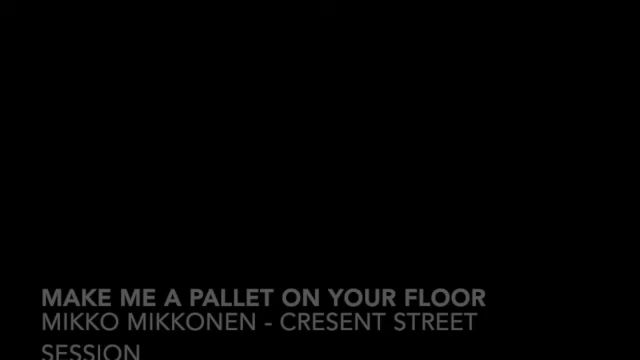 MAKE ME A PALLET ON YOUR FLOOR
MIKKO MIKKONEN - CRESENT STREET
SESSION